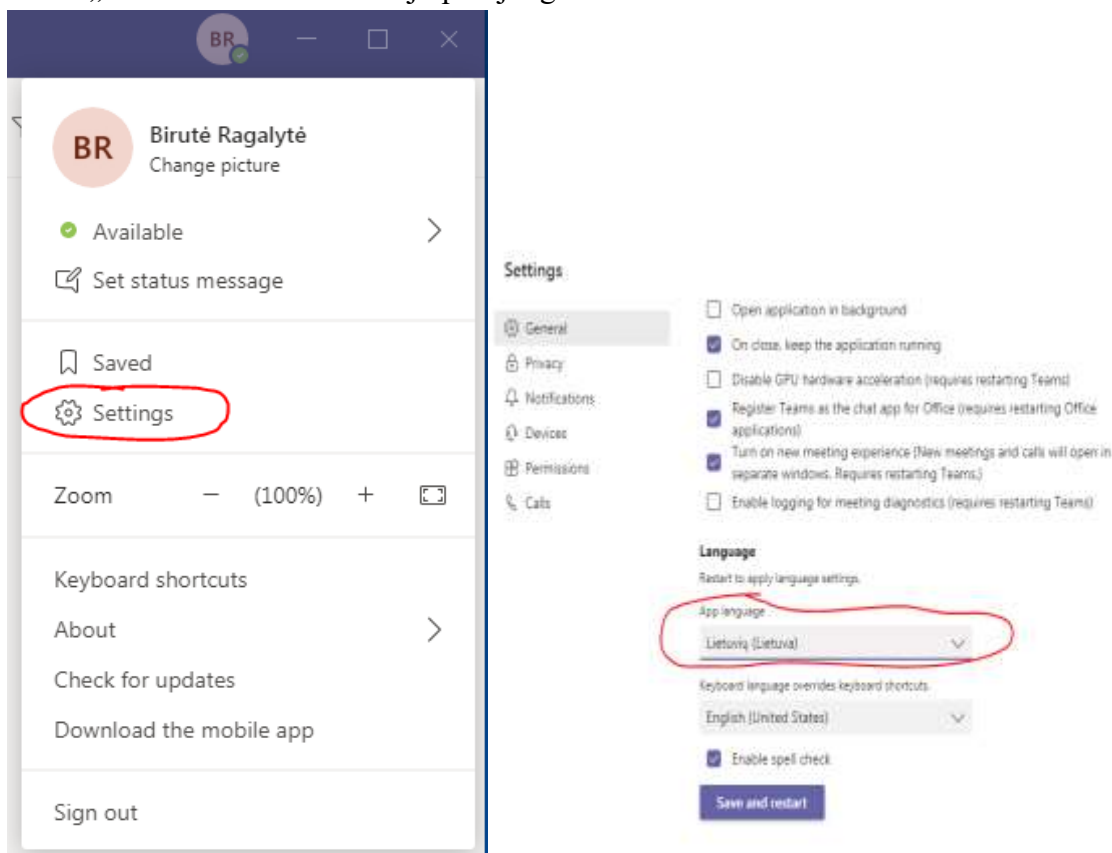 BR
BR
Birutė Ragalytė
Change picture
Available
Set status message
Saved
Settings
Zoom — (100%) +
Keyboard shortcuts
About
Check for updates
Download the mobile app
Sign out
Settings
General
Privacy
Notifications
Devices
Permissions
Calls
Open application in background
On close, keep the application running
Disable GPU hardware acceleration (requires restarting Teams)
Register Teams as the chat app for Office (requires restarting Office
applications)
Turn on new meeting experience (New meetings and calls will open in
separate windows. Requires restarting Teams.)
Enable logging for meeting diagnostics (requires restarting Teams)
Language
Restart to apply language settings.
App language
Lietuvių (Lietuva)
Keyboard language overrides keyboard shortcuts.
English (United States)
Enable spell check
Save and restart